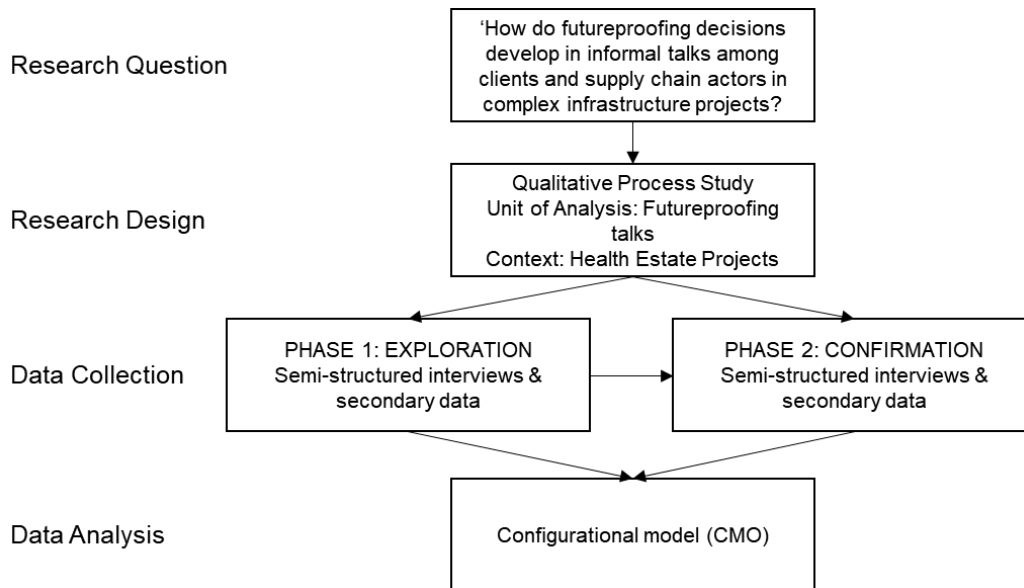 Research Question
‘How do futureproofing decisions
develop in informal talks among
clients and supply chain actors in
complex infrastructure projects?
Research Design
Qualitative Process Study
Unit of Analysis: Futureproofing
talks
Context: Health Estate Projects
Data Collection
PHASE 1: EXPLORATION
Semi-structured interviews &
secondary data
PHASE 2: CONFIRMATION
Semi-structured interviews &
secondary data
Data Analysis
Configurational model (CMO)